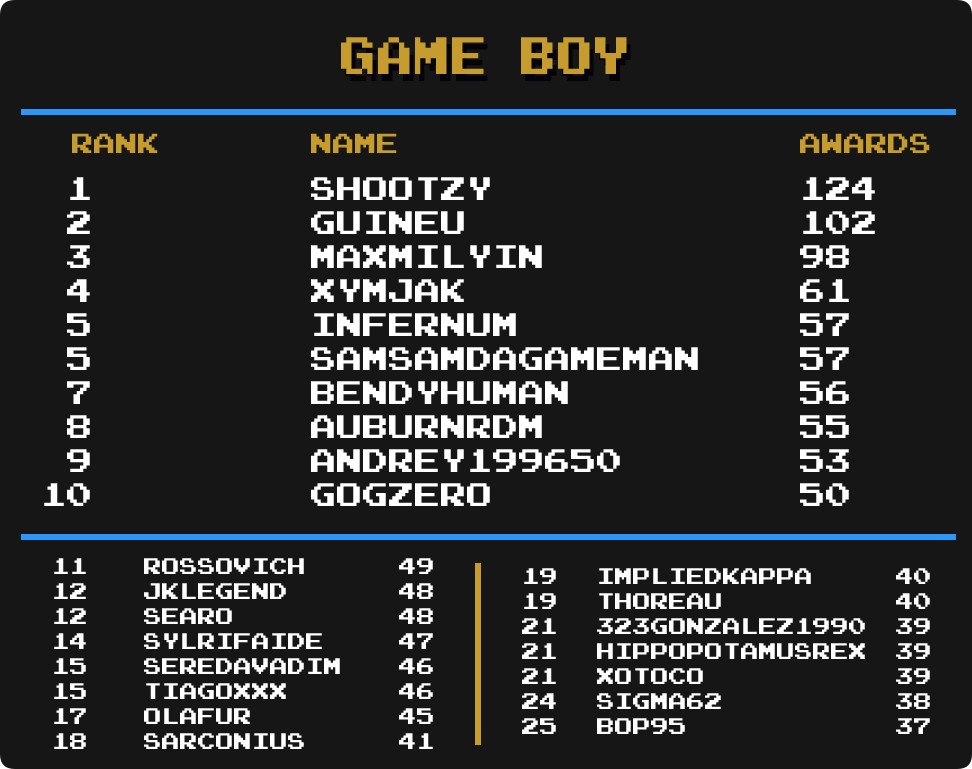 GAME BOY
RANK NAME AWARDS
1 SHOOTZY 124
2 GUINEU 102
3 MAXMILYIN 98
4 XYMJAK 61
5 INFERNUM 57
5 SAMSAMDAGAMEMAN 57
7 BENDYHUMAN 56
8 AUBURNRDM 55
9 ANDREY199650 53
10 GOGZERO 50
11 ROSSOVICH 49
12 JKLEGEND 48
12 SEARO 48
14 SYLRIFAIDE 47
15 SEREDAVADIM 46
15 TIAGOXXX 46
17 OLAFUR 45
18 SARCONIUS 41
19 IMPLIEDKAPPA 40
19 THOREAU 40
21 323GONZALEZ1990 39
21 HIPPOPOTAMUSREX 39
21 XOTOCO 39
24 SIGMA62 38
25 BOP95 37